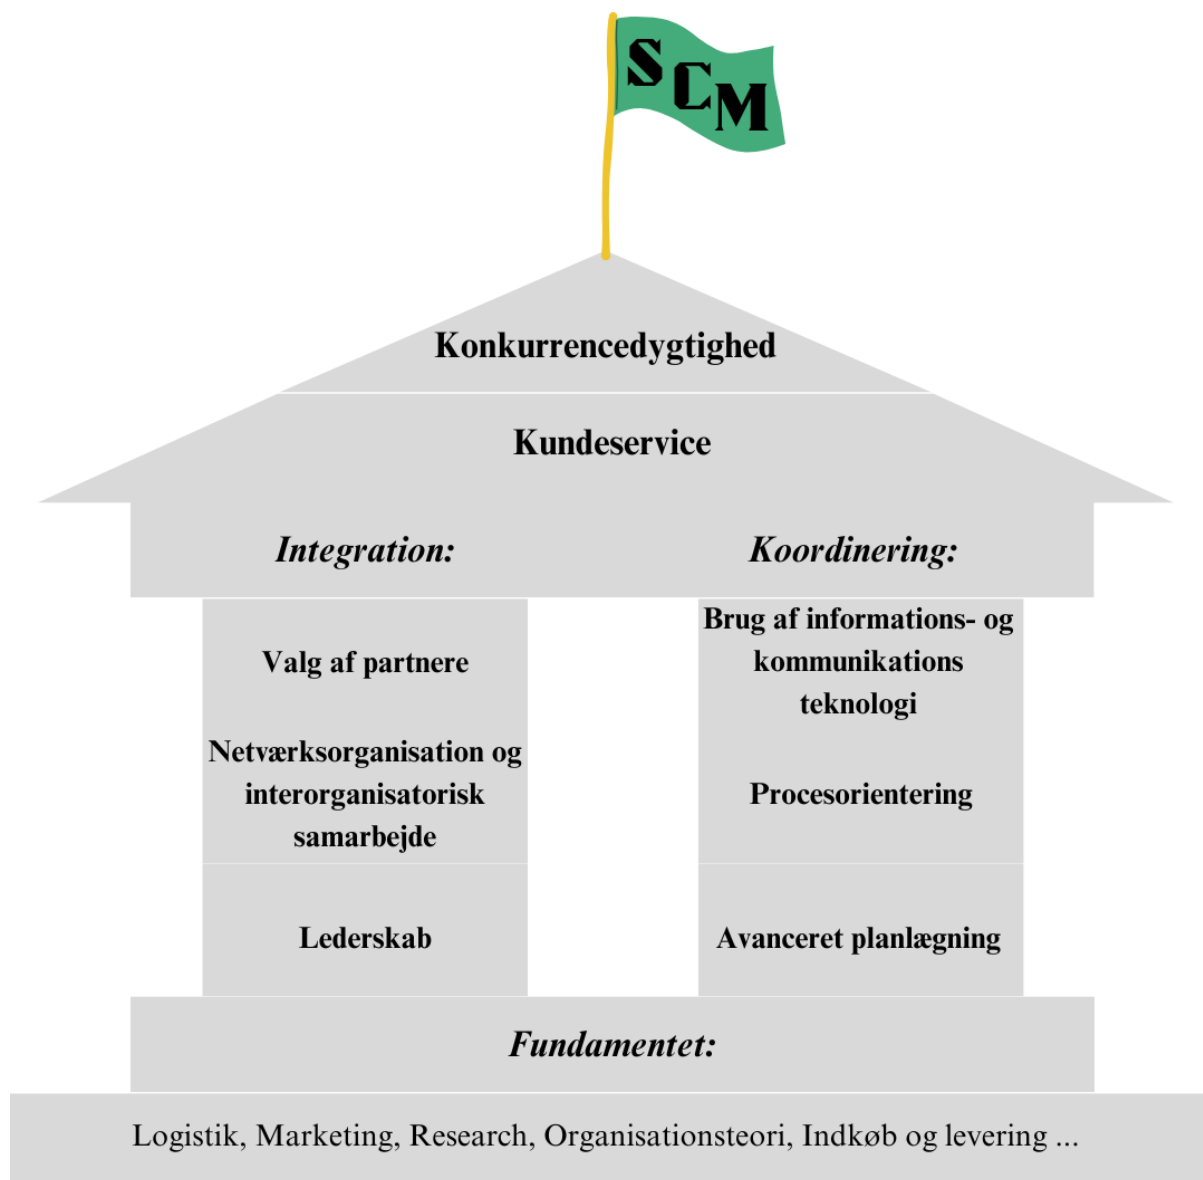 SCM
Konkurrencedygtighed
Kundeservice
Integration:
Valg af partnere
Netværksorganisation og
interorganisatorisk
samarbejde
Lederskab
Koordinering:
Brug af informations- og
kommunikations
teknologi
Procesorientering
Avanceret planlægning
Fundamentet:
Logistik, Marketing, Research, Organisationsteori, Indkøb og levering ...